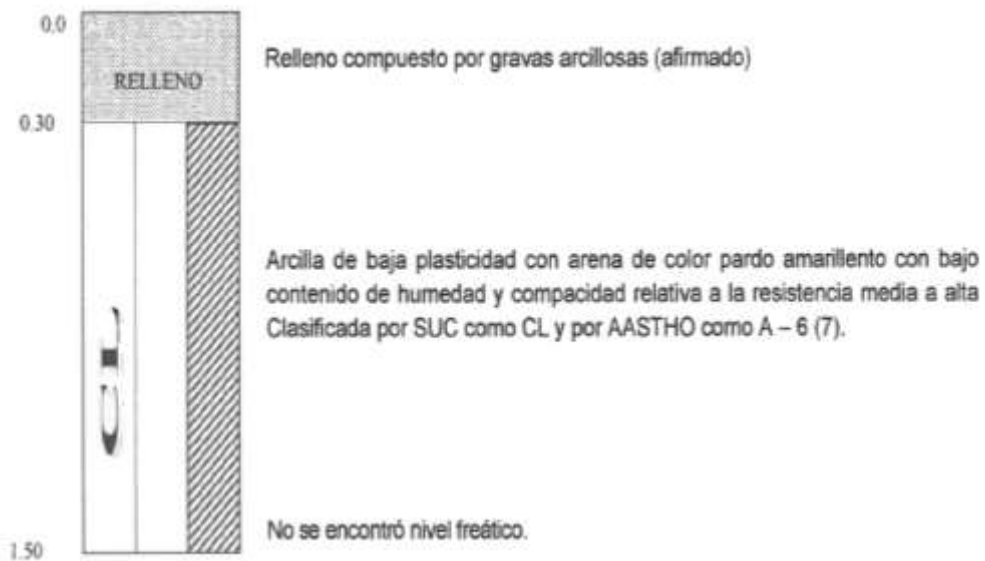 0.0
RELLENO
Relleno compuesto por gravas arcillosas (afirmado)
0.30
Arcilla de baja plasticidad con arena de color pardo amarillento con bajo
contenido de humedad y compacidad relativa a la resistencia media a alta
Clasificada por SUC como CL y por AASTHO como A – 6 (7).
CL
No se encontró nivel freático.
1.50